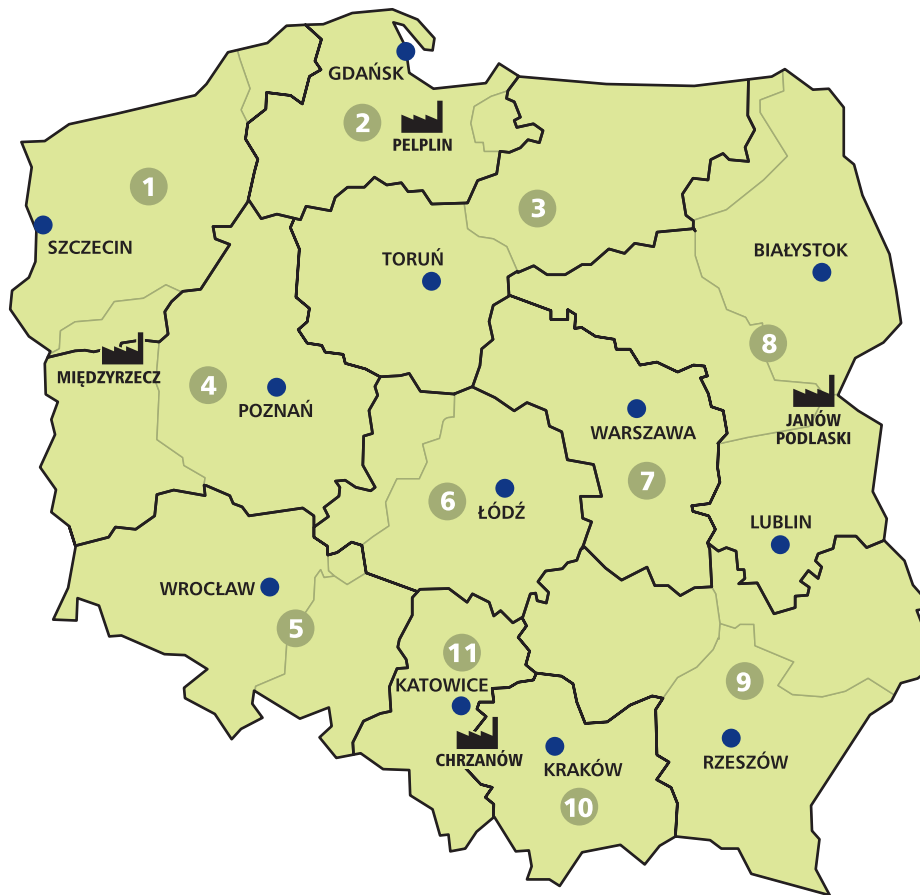 GDAŃSK
2
PELPLIN
1
3
SZCZECIN
TORUŃ
BIAŁYSTOK
8
MIĘDZYRZECZ
4
POZNAŃ
WARSZAWA
JANÓW
PODLASKI
7
6
ŁÓDŹ
LUBLIN
WROCŁAW
5
11
KATOWICE
9
CHRZANÓW
KRAKÓW
RZESZÓW
10